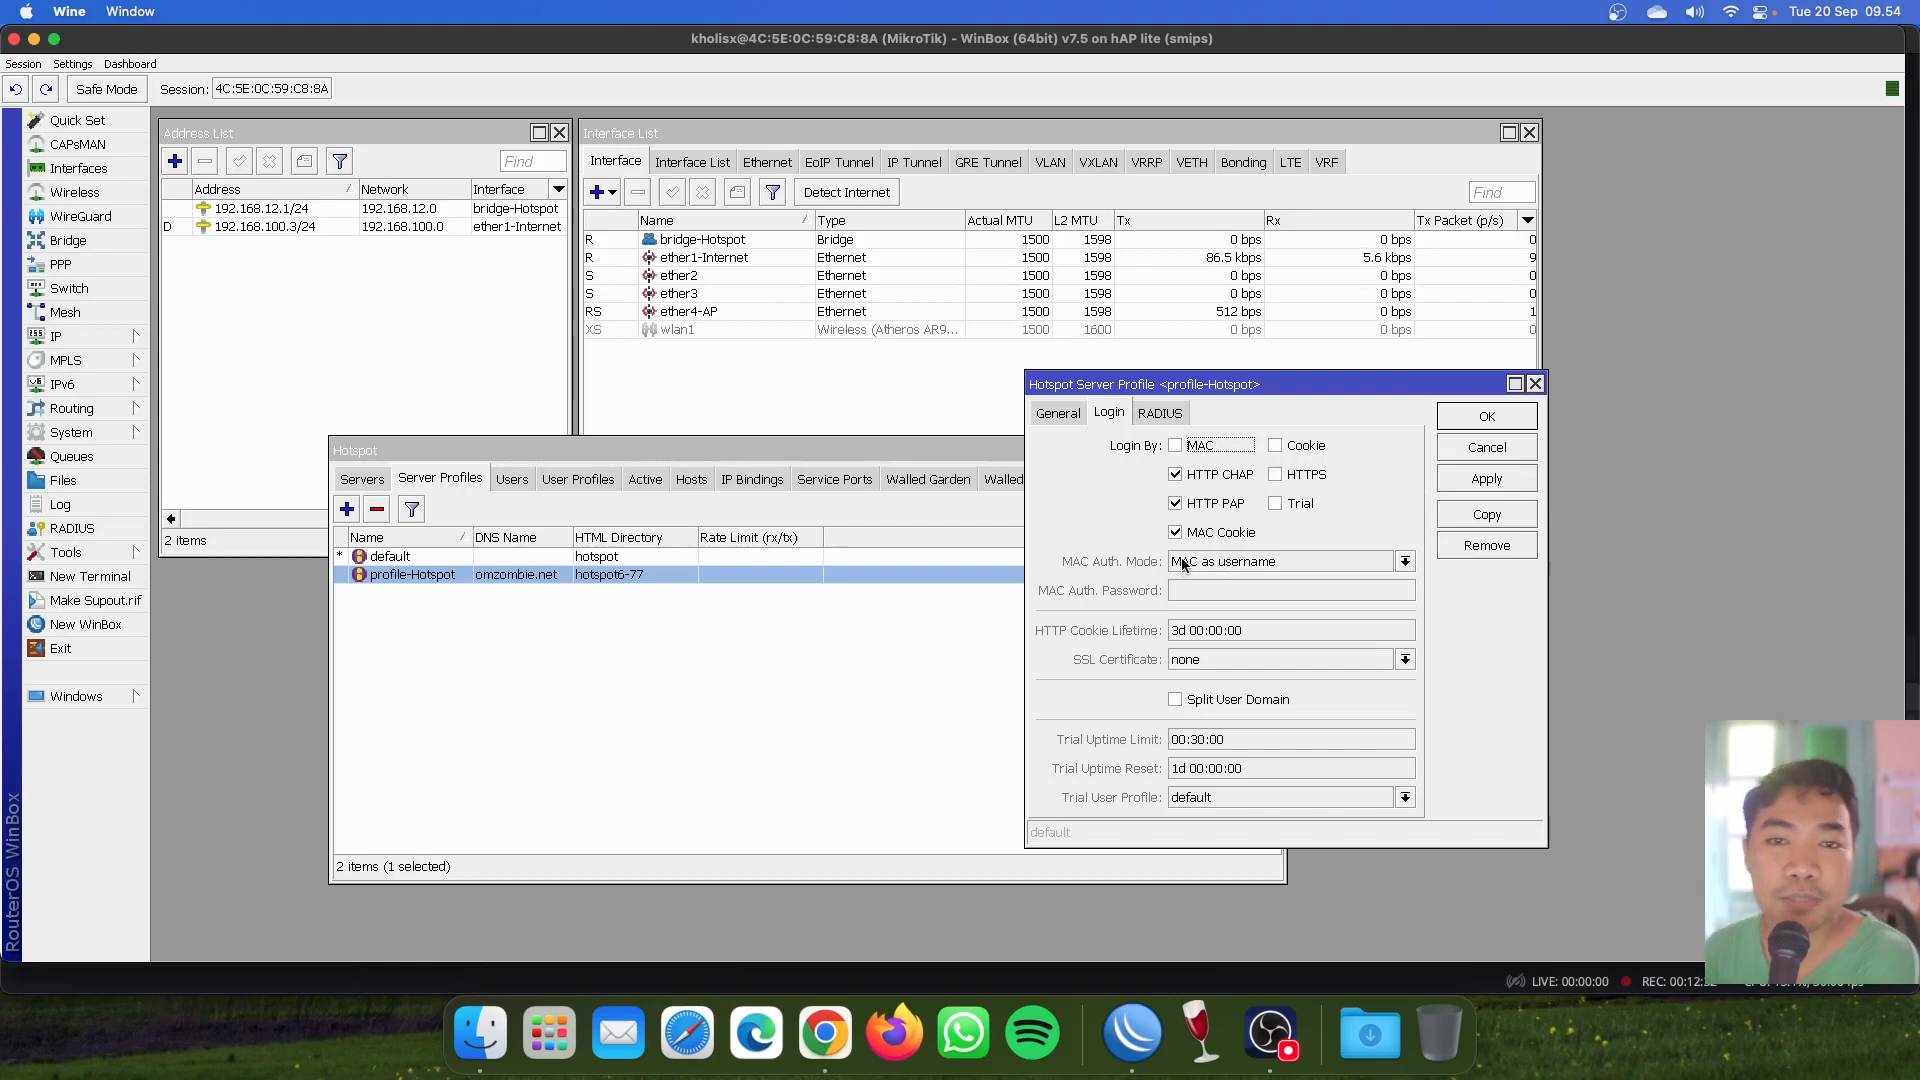 Wine Window Tue 20 Sep 09.54
kholisx@4C:5E:0C:59:C8:8A (MikroTik) - WinBox (64bit) v7.5 on hAP lite (smips)
Session Settings Dashboard
Safe Mode Session: 4C:5E:0C:59:C8:8A
Quick Set
CAPsMAN
Interfaces
Wireless
WireGuard
Bridge
PPP
Switch
Mesh
IP
MPLS
IPv6
Routing
System
Queues
Files
Log
RADIUS
Tools
New Terminal
Make Supout.rif
New WinBox
Exit
Windows
RouterOS WinBox
Address List
Find
Address Network Interface
192.168.12.1/24 192.168.12.0 bridge-Hotspot
D 192.168.100.3/24 192.168.100.0 ether1-Internet
2 items
Interface List
Interface Interface List Ethernet EoIP Tunnel IP Tunnel GRE Tunnel VLAN VXLAN VRRP VETH Bonding LTE VRF
Detect Internet Find
Name Type Actual MTU L2 MTU Tx Rx Tx Packet (p/s)
R bridge-Hotspot Bridge 1500 1598 0 bps 0 bps 0
R ether1-Internet Ethernet 1500 1598 86.5 kbps 5.6 kbps 9
S ether2 Ethernet 1500 1598 0 bps 0 bps 0
S ether3 Ethernet 1500 1598 0 bps 0 bps 0
RS ether4-AP Ethernet 1500 1598 512 bps 0 bps 1
XS wlan1 Wireless (Atheros AR9... 1500 1600 0 bps 0 bps 0
Hotspot
Servers Server Profiles Users User Profiles Active Hosts IP Bindings Service Ports Walled Garden Walled
Name DNS Name HTML Directory Rate Limit (rx/tx)
* default hotspot
profile-Hotspot omzombie.net hotspot6-77
2 items (1 selected)
Hotspot Server Profile <profile-Hotspot>
General Login RADIUS
Login By: MAC Cookie
HTTP CHAP HTTPS
HTTP PAP Trial
MAC Cookie
MAC Auth. Mode: MAC as username
MAC Auth. Password:
HTTP Cookie Lifetime: 3d 00:00:00
SSL Certificate: none
Split User Domain
Trial Uptime Limit: 00:30:00
Trial Uptime Reset: 1d 00:00:00
Trial User Profile: default
default
OK
Cancel
Apply
Copy
Remove
LIVE: 00:00:00 REC: 00:12: